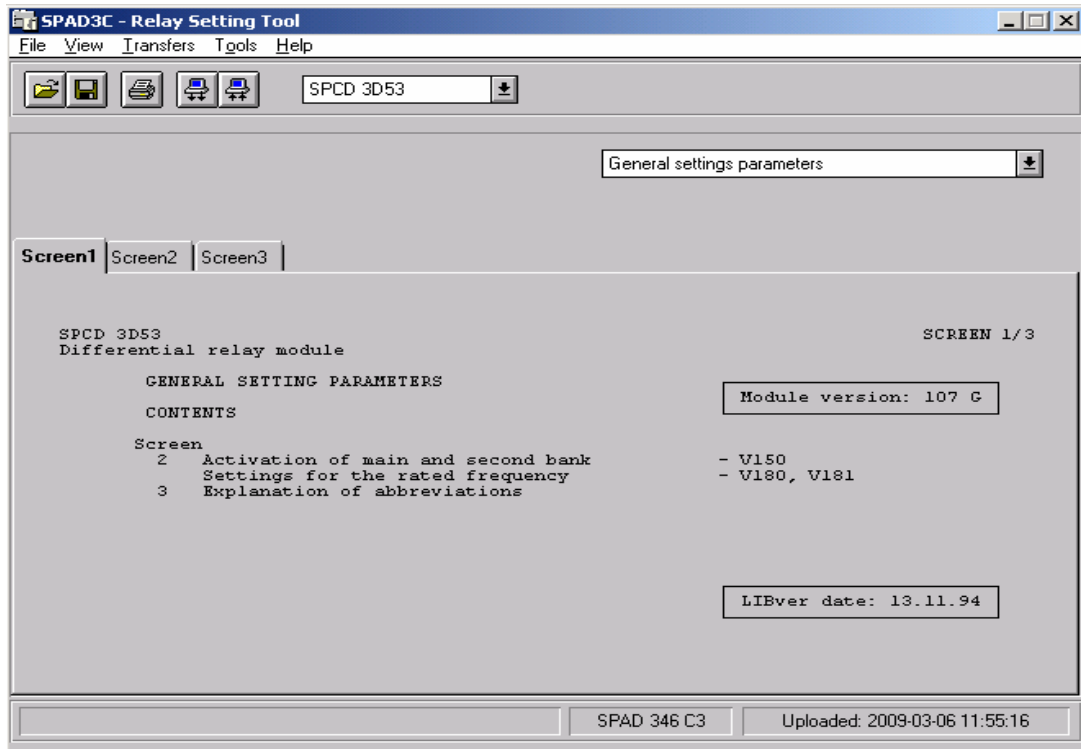 SPAD3C - Relay Setting Tool
File View Transfers Tools Help
SPCD 3D53
General settings parameters
Screen1 Screen2 Screen3
SPCD 3D53 SCREEN 1/3
Differential relay module
GENERAL SETTING PARAMETERS
Module version: 107 G
CONTENTS
Screen
2 Activation of main and second bank - V150
Settings for the rated frequency - V180, V181
3 Explanation of abbreviations
LIBver date: 13.11.94
SPAD 346 C3 Uploaded: 2009-03-06 11:55:16